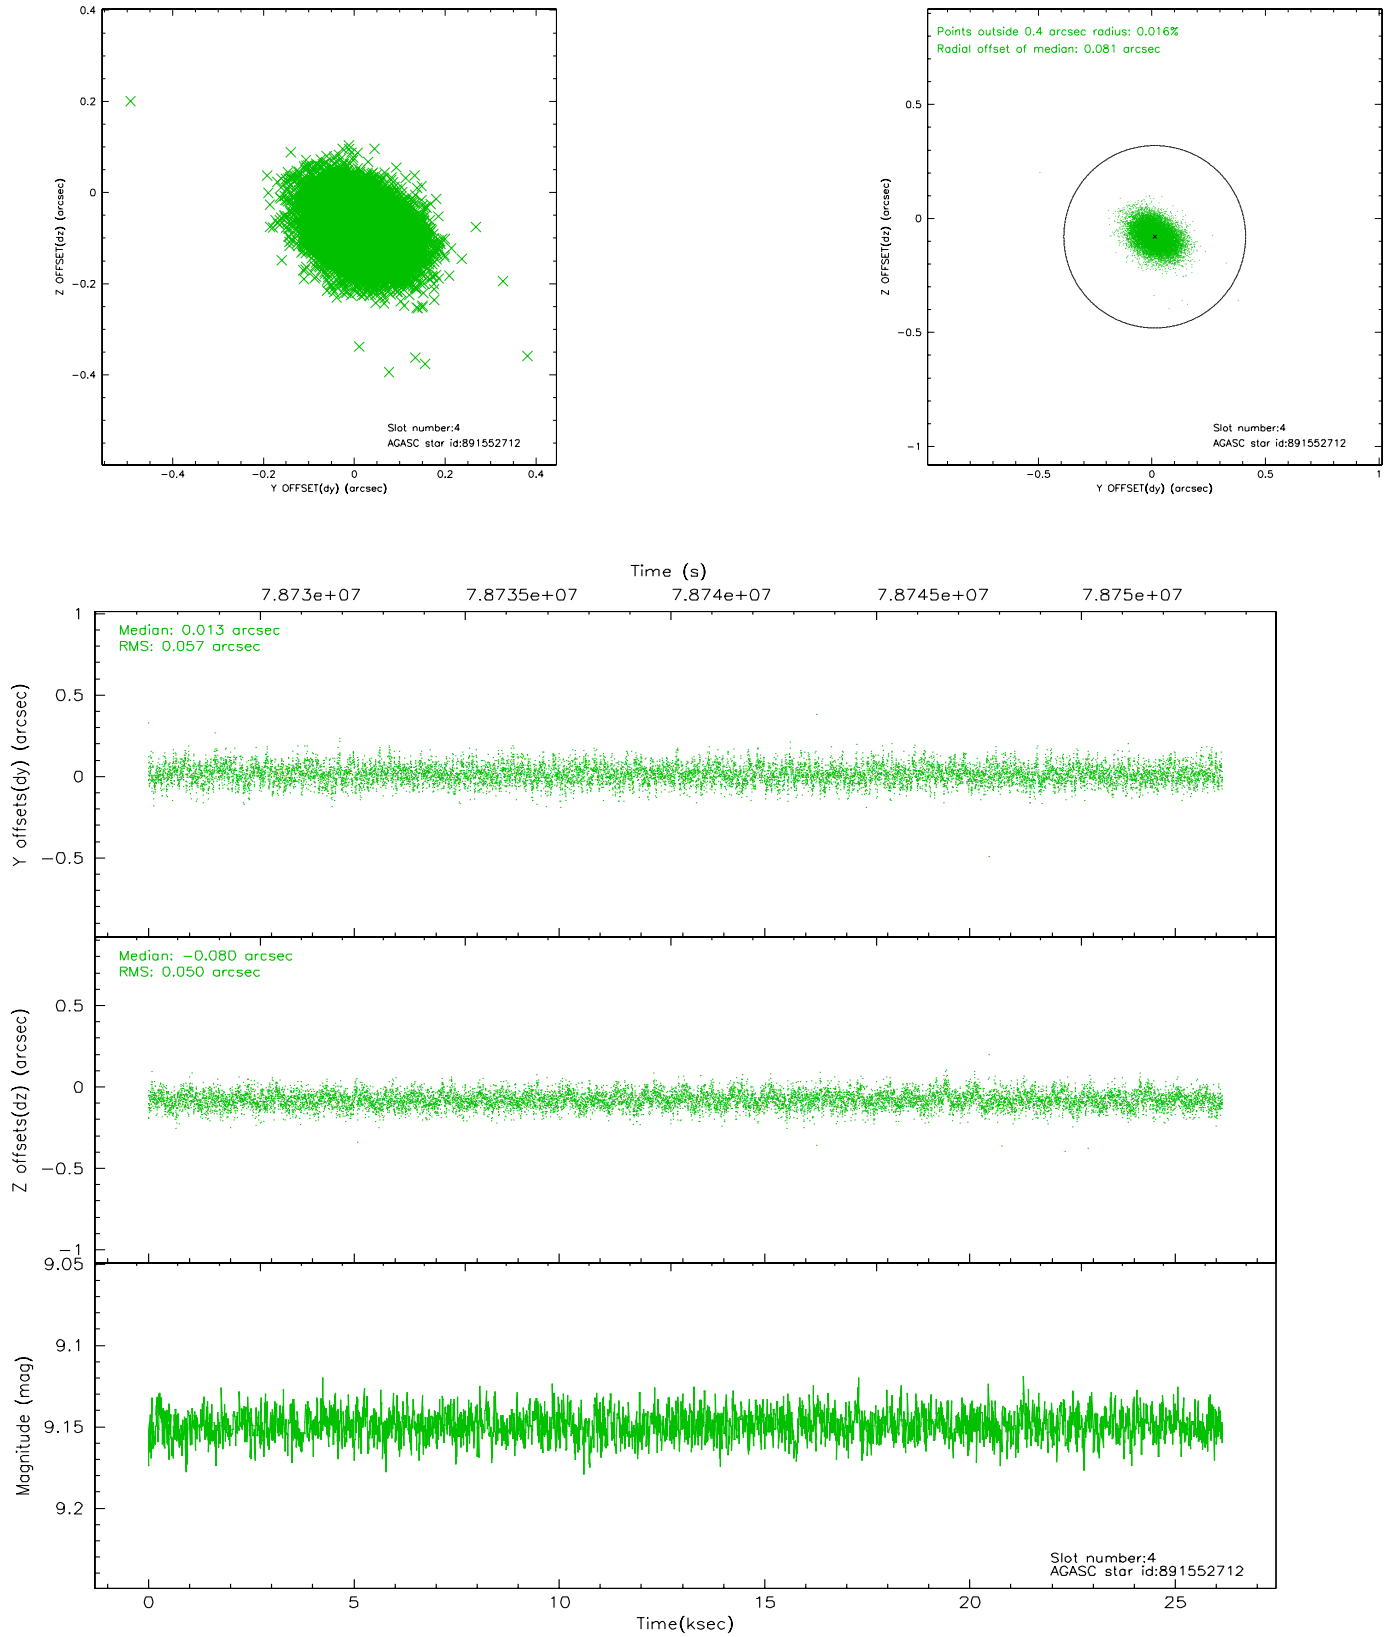 0.4
0.2
0
−0.2
−0.4
−0.4
−0.2
0
0.2
0.4
Z OFFSET(dz) (arcsec)
Y OFFSET(dy) (arcsec)
Slot number:4
AGASC star id:891552712
Points outside 0.4 arcsec radius: 0.016%
Radial offset of median: 0.081 arcsec
0.5
0
−0.5
−1
−0.5
0
0.5
1
Z OFFSET(dz) (arcsec)
Y OFFSET(dy) (arcsec)
Slot number:4
AGASC star id:891552712
Time (s)
7.873e+07
7.8735e+07
7.874e+07
7.8745e+07
7.875e+07
Median: 0.013 arcsec
RMS: 0.057 arcsec
1
0.5
0
−0.5
Y offsets(dy) (arcsec)
Median: −0.080 arcsec
RMS: 0.050 arcsec
0.5
0
−0.5
−1
Z offsets(dz) (arcsec)
9.05
9.1
9.15
9.2
Magnitude (mag)
Slot number:4
AGASC star id:891552712
0
5
10
15
20
25
Time(ksec)